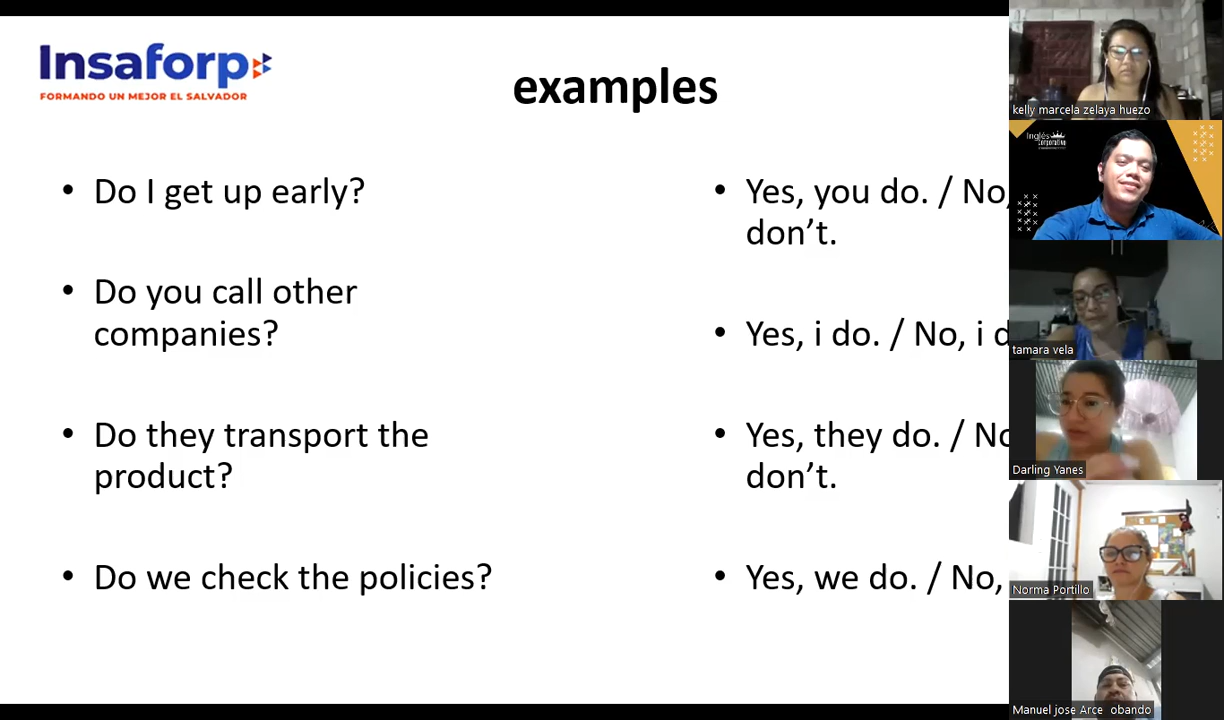 Insaforp
FORMANDO UN MEJOR EL SALVADOR
examples
• Do I get up early?
• Do you call other
companies?
• Do they transport the
product?
• Do we check the policies?
• Yes, you do. / No,
don’t.
• Yes, i do. / No, i d
• Yes, they do. / No
don’t.
• Yes, we do. / No,
kelly marcela zelaya huezo
Inglés
Corporativo
tamara vela
Darling Yanes
Norma Portillo
Manuel jose Arce obando